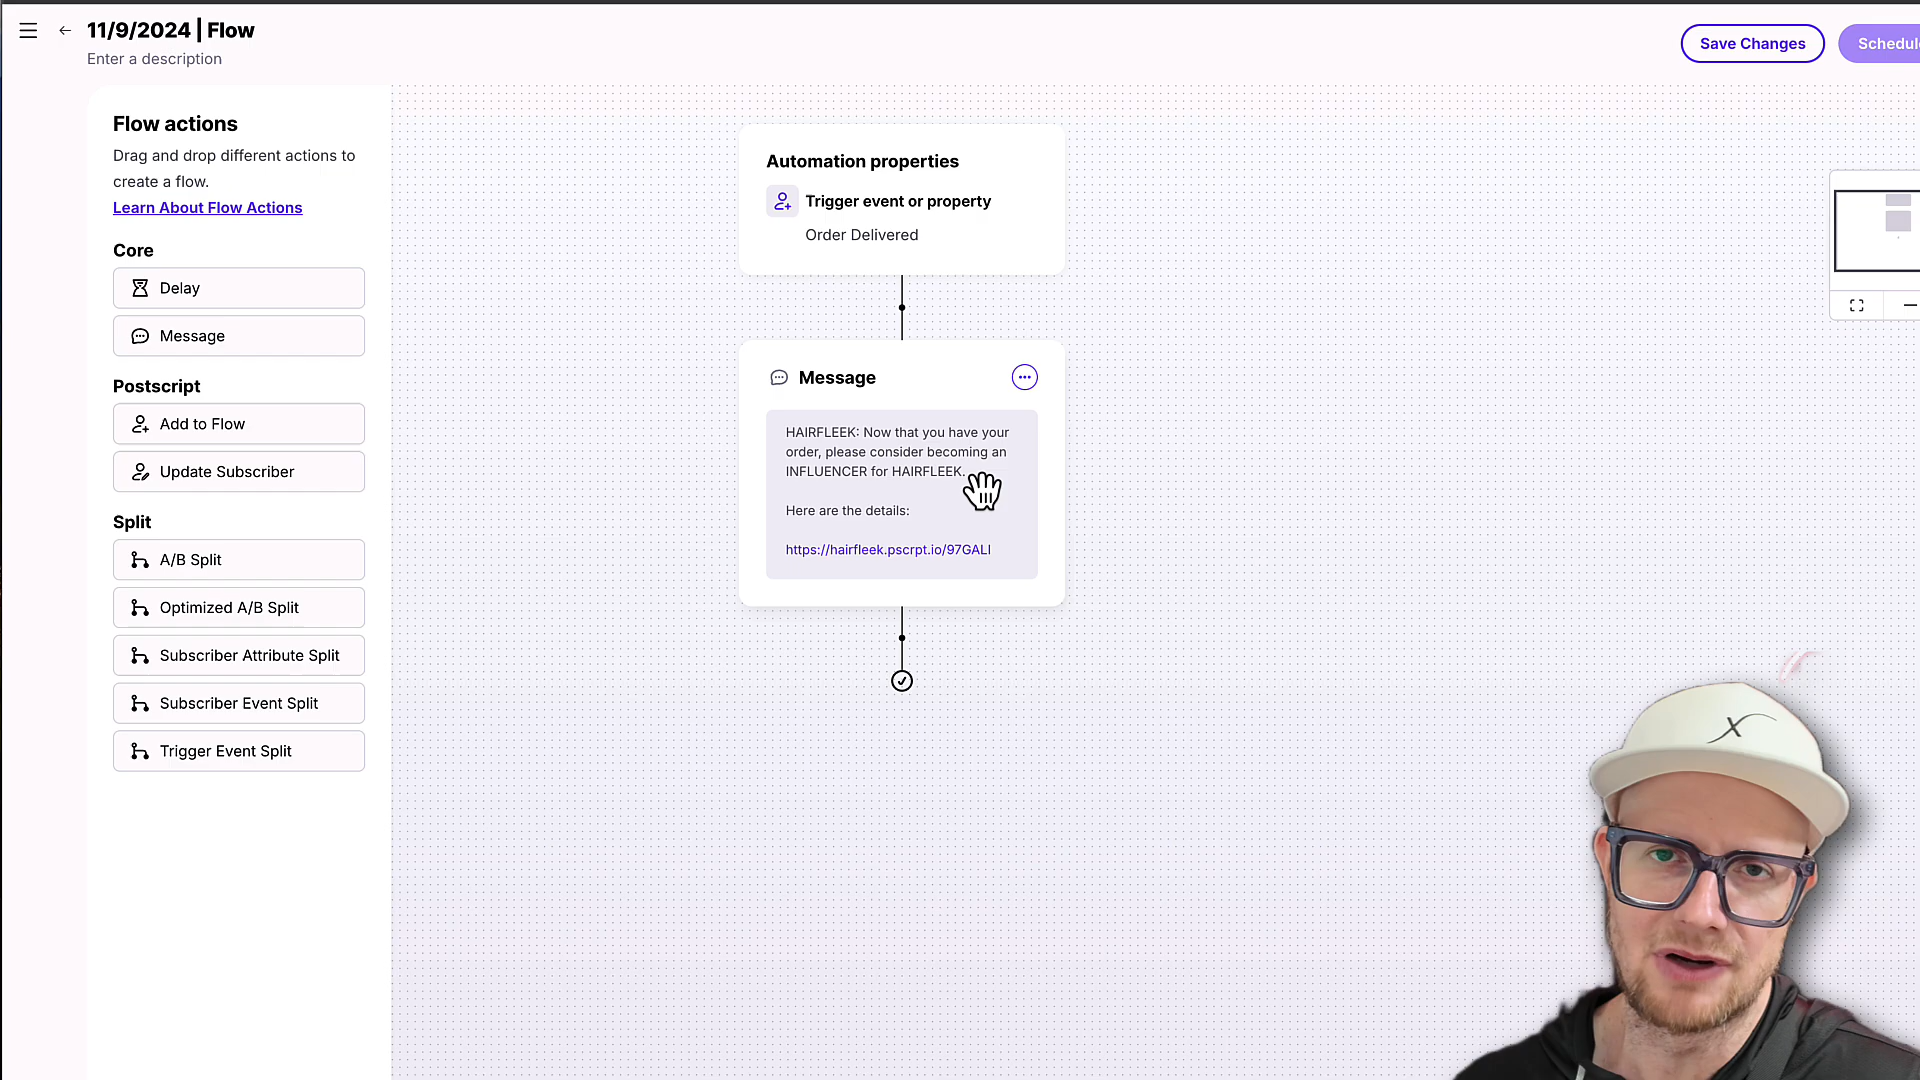 11/9/2024 | Flow
Enter a description
Save Changes
Schedul
Flow actions
Drag and drop different actions to
create a flow.
Learn About Flow Actions
Core
Delay
Message
Postscript
Add to Flow
Update Subscriber
Split
A/B Split
Optimized A/B Split
Subscriber Attribute Split
Subscriber Event Split
Trigger Event Split
Automation properties
Trigger event or property
Order Delivered
Message
HAIRFLEEK: Now that you have your
order, please consider becoming an
INFLUENCER for HAIRFLEEK.
Here are the details:
https://hairfleek.pscrpt.io/97GALI
X